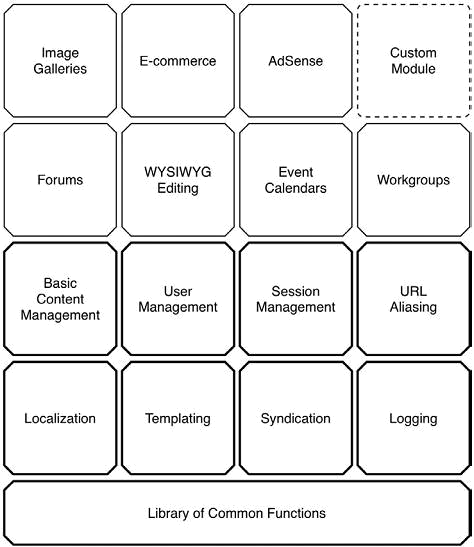 Image
Galleries
E-commerce
AdSense
Custom
Module
Forums
WYSIWYG
Editing
Event
Calendars
Workgroups
Basic
Content
Management
User
Management
Session
Management
URL
Aliasing
Localization
Templating
Syndication
Logging
Library of Common Functions